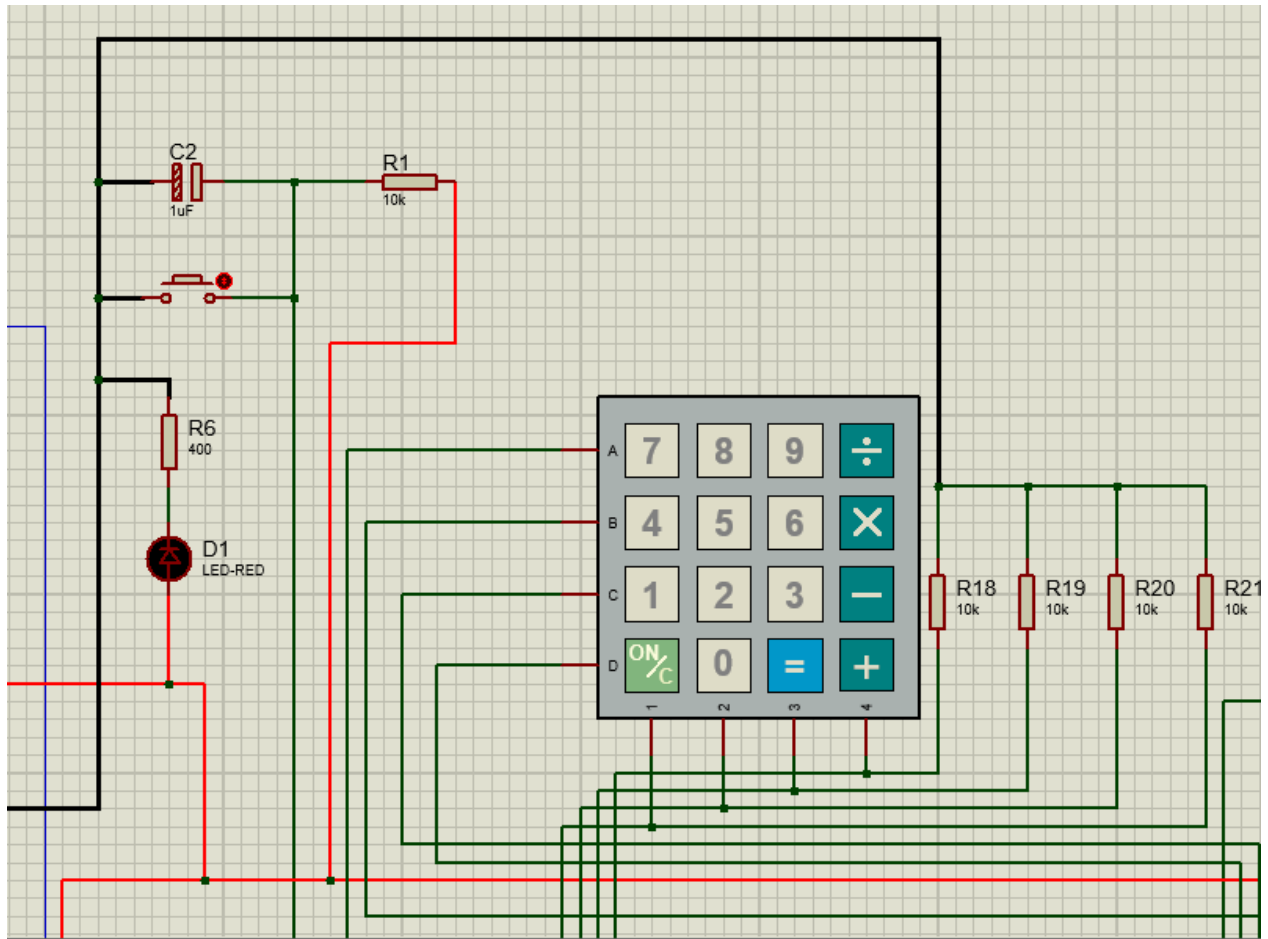 C2
1uF
R1
10k
R6
400
D1
LED-RED
A
7
8
9
÷
B
4
5
6
×
C
1
2
3
−
D
ON/C
0
=
+
1
2
3
4
R18
10k
R19
10k
R20
10k
R21
10k